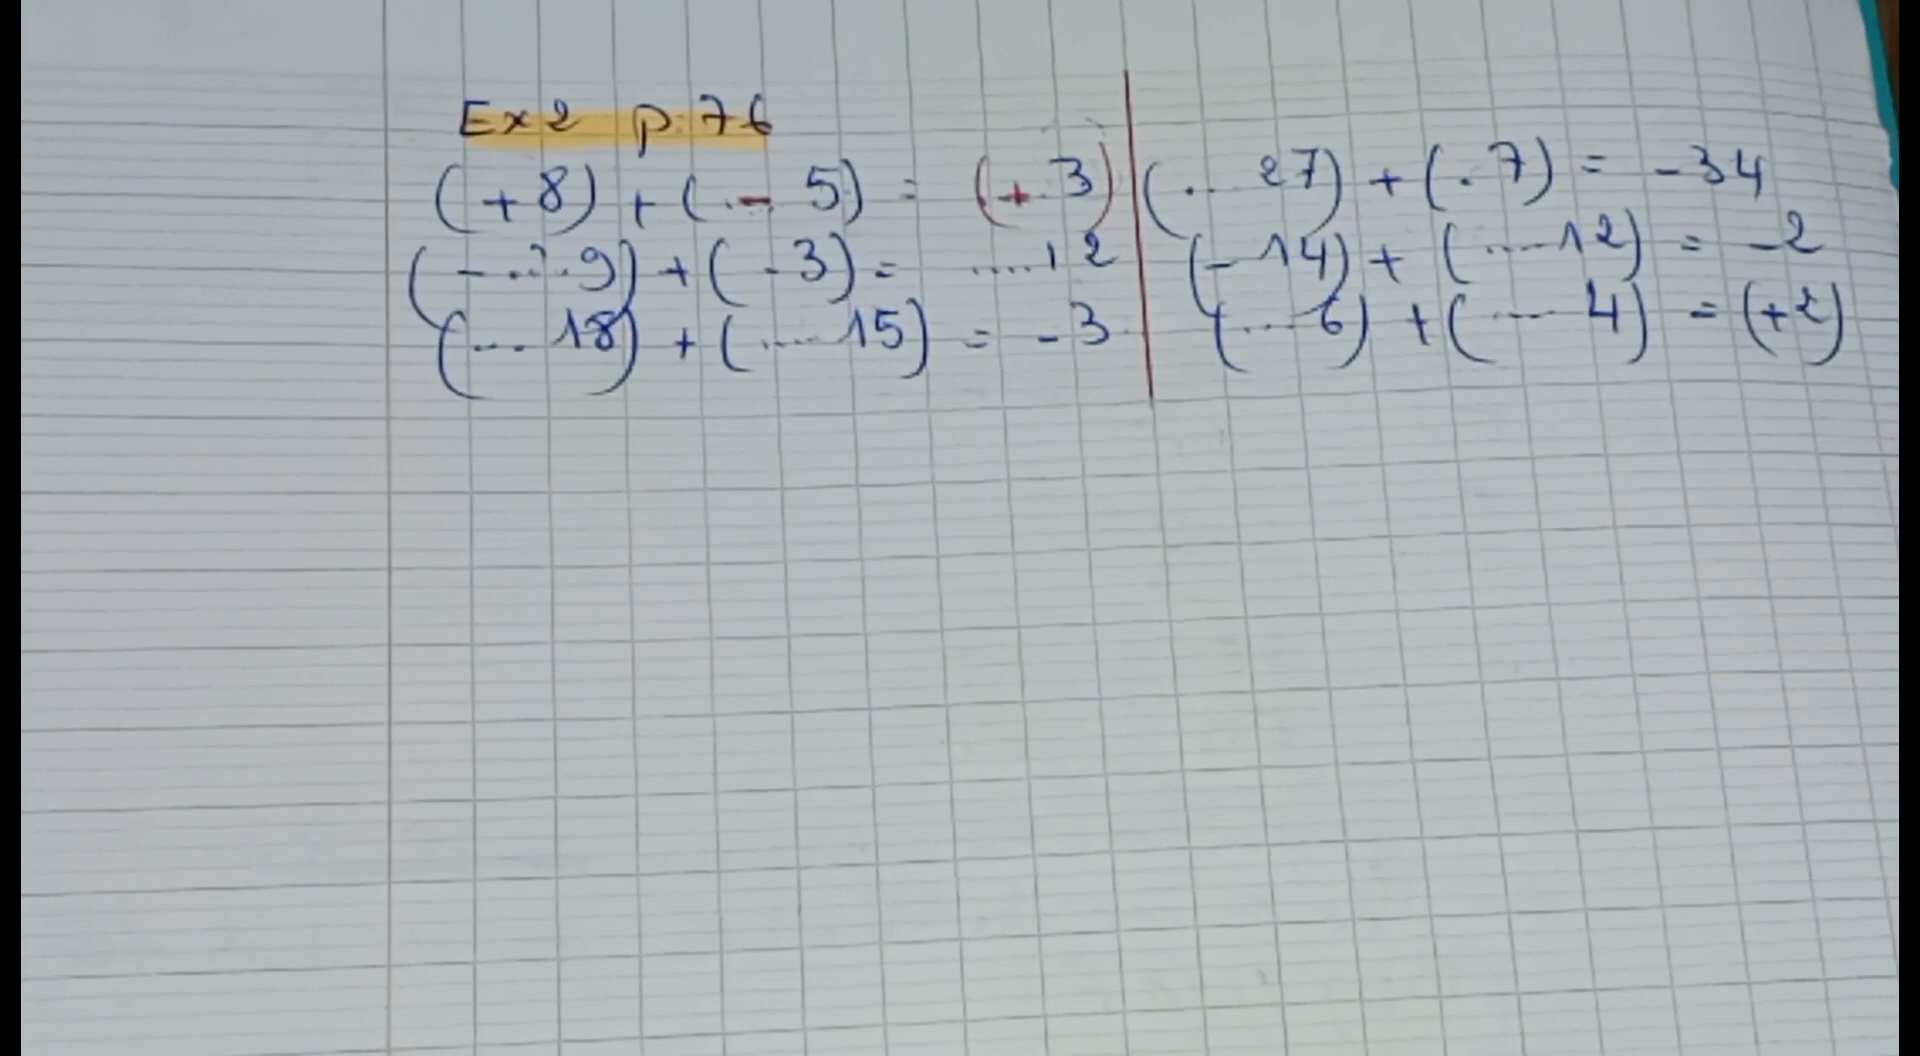 Ex 2 p. 76
(+ 8) + (.- 5) = (+. 3)
(- ... 9) + (- 3) = .....12
(... 18) + (.... 15) = - 3
(... 27) + (. 7) = - 34
(- 14) + (....12) = - 2
(.... 6) + (.... 4) = (+2)